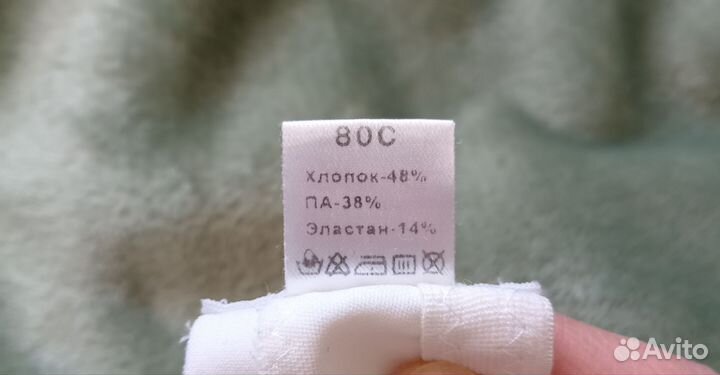 80C
Хлопок-48%
ПА-38%
Эластан-14%
Avito